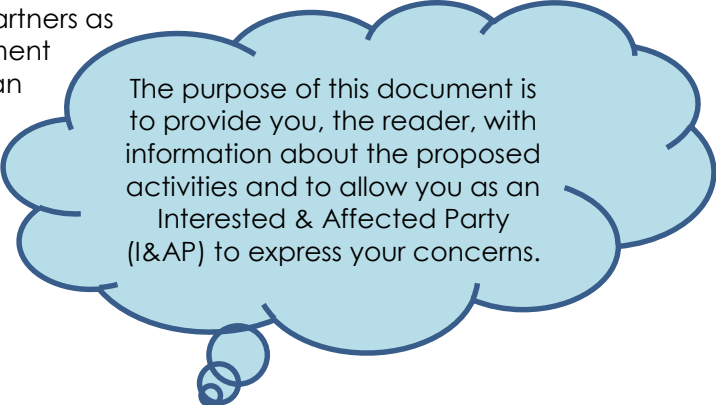 artners as
nent
an
The purpose of this document is
to provide you, the reader, with
information about the proposed
activities and to allow you as an
Interested & Affected Party
(I&AP) to express your concerns.